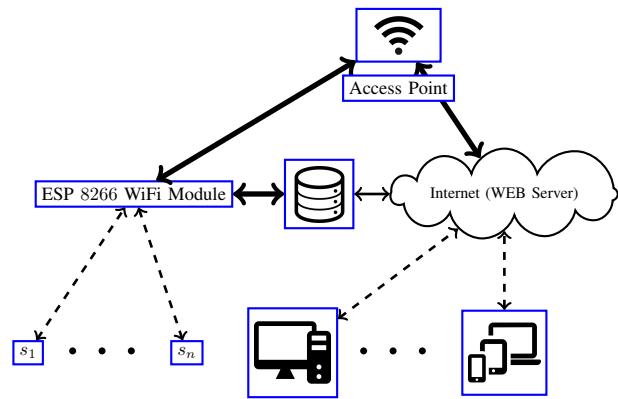 Access Point
ESP 8266 WiFi Module
Internet (WEB Server)
s₁ • • • sₙ
• • •